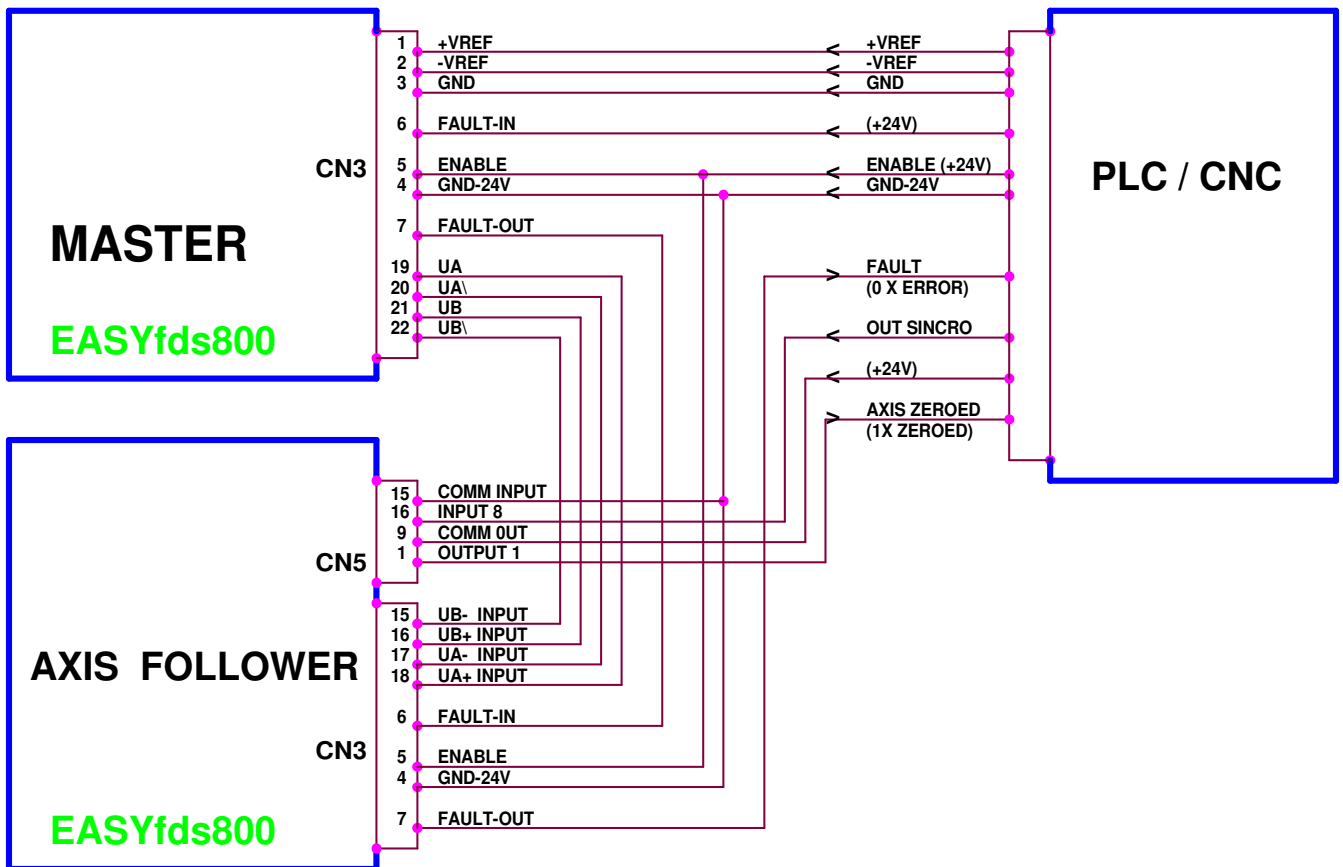 1 +VREF +VREF
2 -VREF -VREF
3 GND GND
6 FAULT-IN (+24V)
CN3
5 ENABLE ENABLE (+24V)
4 GND-24V GND-24V
PLC / CNC
MASTER
7 FAULT-OUT
19 UA FAULT
20 UA\ (0 X ERROR)
21 UB
22 UB\ OUT SINCRO
EASYfds800
(+24V)
AXIS ZEROED
(1X ZEROED)
15 COMM INPUT
16 INPUT 8
9 COMM 0UT
1 OUTPUT 1
CN5
15 UB- INPUT
16 UB+ INPUT
17 UA- INPUT
18 UA+ INPUT
AXIS FOLLOWER
6 FAULT-IN
CN3
5 ENABLE
4 GND-24V
7 FAULT-OUT
EASYfds800